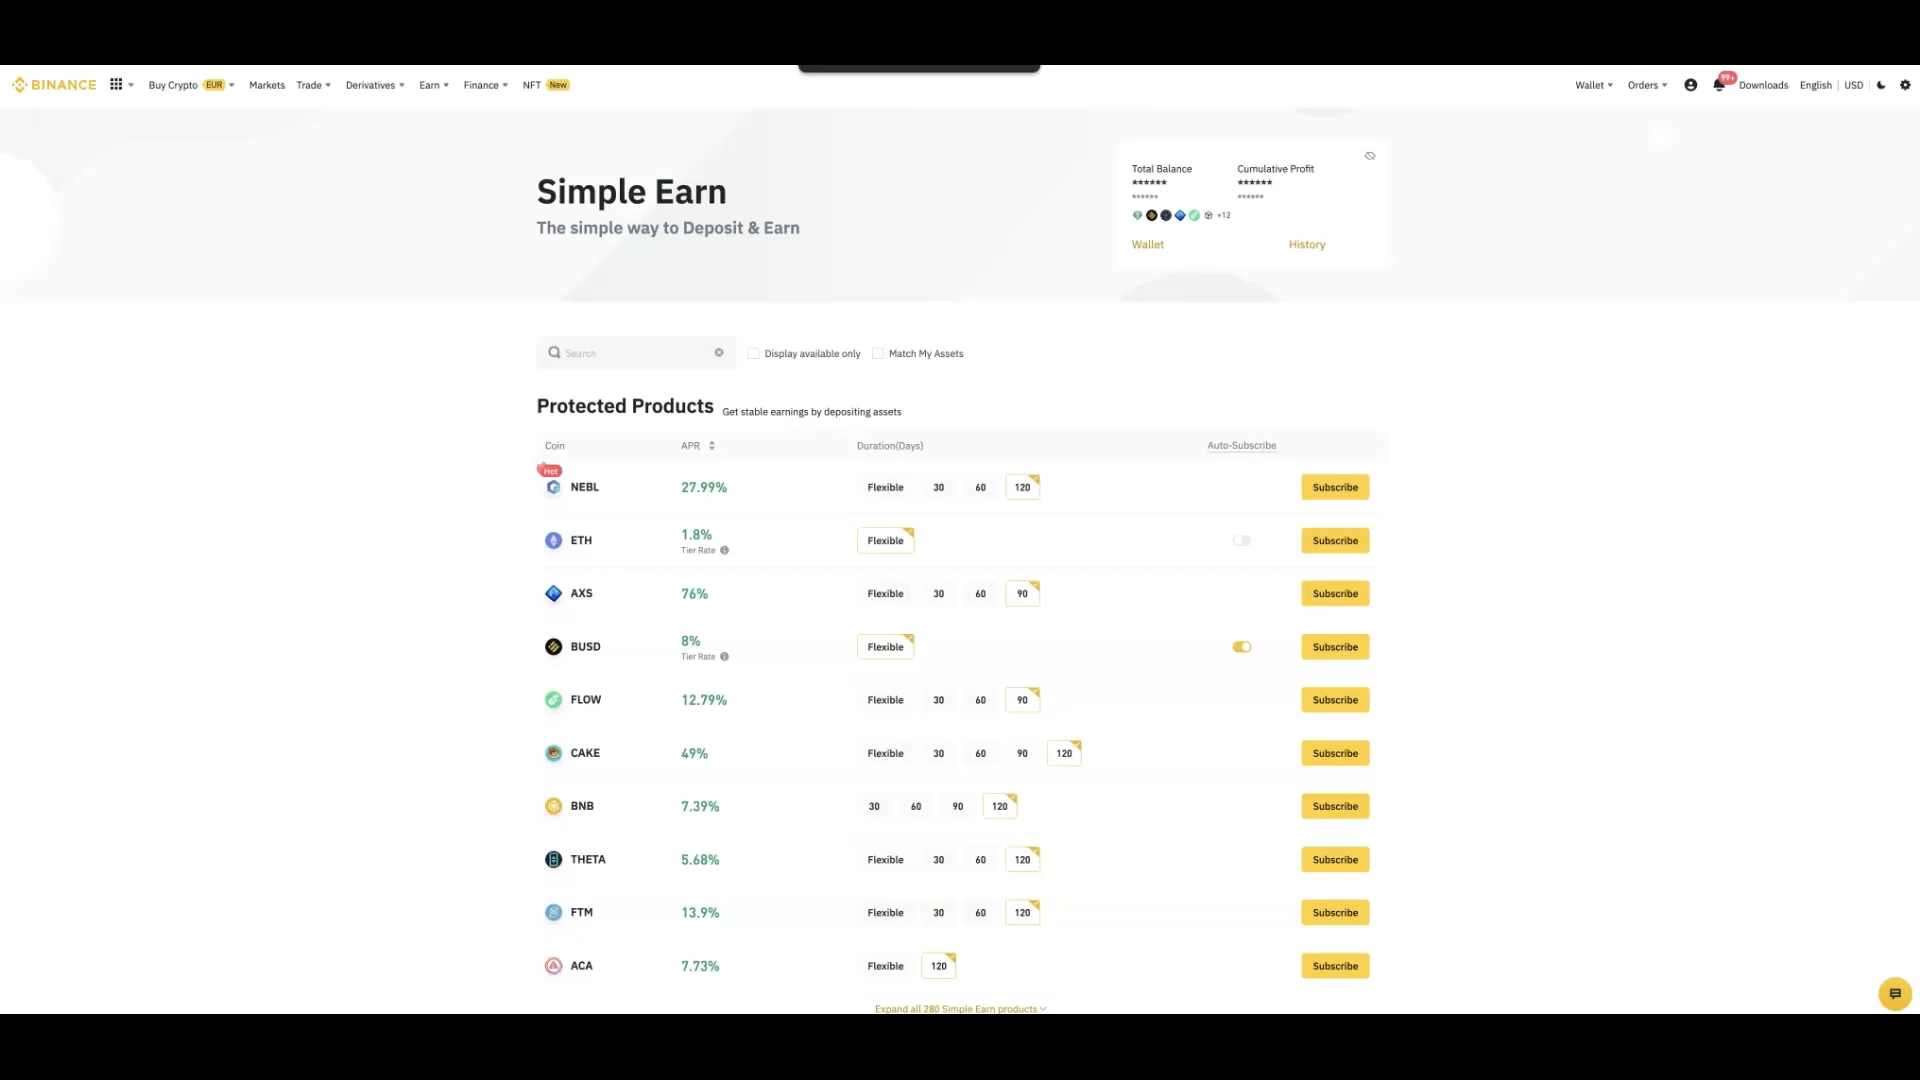 BINANCE Buy Crypto EUR Markets Trade Derivatives Earn Finance NFT New Wallet Orders 99+ Downloads English USD
Simple Earn
The simple way to Deposit & Earn
Total Balance Cumulative Profit
****** ******
****** ******
+12
Wallet History
Search Display available only Match My Assets
Protected Products Get stable earnings by depositing assets
Coin APR Duration(Days) Auto-Subscribe
Hot
NEBL 27.99% Flexible 30 60 120 Subscribe
ETH 1.8% Flexible Subscribe
Tier Rate
AXS 76% Flexible 30 60 90 Subscribe
BUSD 8% Flexible Subscribe
Tier Rate
FLOW 12.79% Flexible 30 60 90 Subscribe
CAKE 49% Flexible 30 60 90 120 Subscribe
BNB 7.39% 30 60 90 120 Subscribe
THETA 5.68% Flexible 30 60 120 Subscribe
FTM 13.9% Flexible 30 60 120 Subscribe
ACA 7.73% Flexible 120 Subscribe
Expand all 280 Simple Earn products